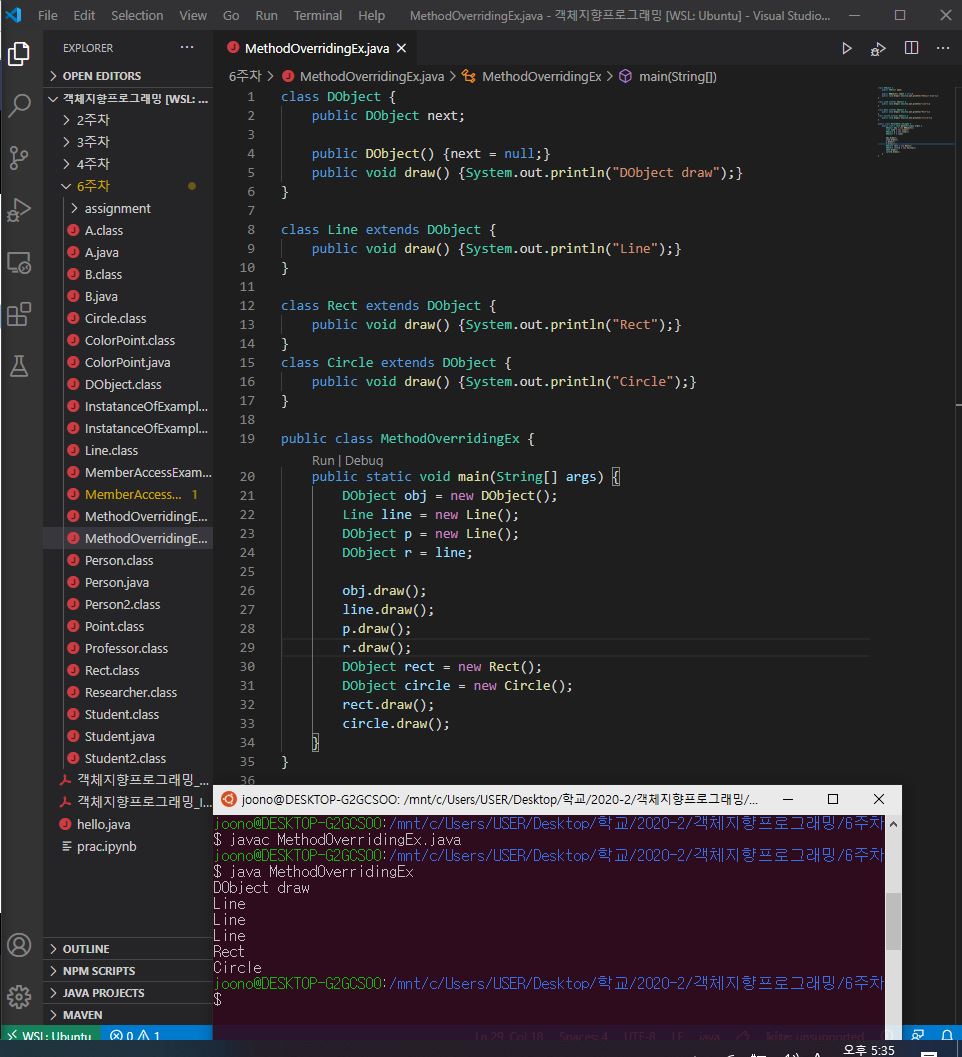 File Edit Selection View Go Run Terminal Help MethodOverridingEx.java - 객체지향프로그래밍 [WSL: Ubuntu] - Visual Studio...
EXPLORER ...
OPEN EDITORS
객체지향프로그래밍 [WSL: ...
2주차
3주차
4주차
6주차
assignment
A.class
A.java
B.class
B.java
Circle.class
ColorPoint.class
ColorPoint.java
DObject.class
InstatanceOfExampl...
InstatanceOfExampl...
Line.class
MemberAccessExam...
MemberAccess... 1
MethodOverridingE...
MethodOverridingE...
Person.class
Person.java
Person2.class
Point.class
Professor.class
Rect.class
Researcher.class
Student.class
Student.java
Student2.class
객체지향프로그래밍_...
객체지향프로그래밍_I...
hello.java
prac.ipynb
OUTLINE
NPM SCRIPTS
JAVA PROJECTS
MAVEN
MethodOverridingEx.java
6주차 > MethodOverridingEx.java > MethodOverridingEx > main(String[])
1 class DObject {
2 public DObject next;
3
4 public DObject() {next = null;}
5 public void draw() {System.out.println("DObject draw");}
6 }
7
8 class Line extends DObject {
9 public void draw() {System.out.println("Line");}
10 }
11
12 class Rect extends DObject {
13 public void draw() {System.out.println("Rect");}
14 }
15 class Circle extends DObject {
16 public void draw() {System.out.println("Circle");}
17 }
18
19 public class MethodOverridingEx {
Run | Debug
20 public static void main(String[] args) {
21 DObject obj = new DObject();
22 Line line = new Line();
23 DObject p = new Line();
24 DObject r = line;
25
26 obj.draw();
27 line.draw();
28 p.draw();
29 r.draw();
30 DObject rect = new Rect();
31 DObject circle = new Circle();
32 rect.draw();
33 circle.draw();
34 }
35 }
36
joono@DESKTOP-G2GCSOO: /mnt/c/Users/USER/Desktop/학교/2020-2/객체지향프로그래밍/...
joono@DESKTOP-G2GCSOO:/mnt/c/Users/USER/Desktop/학교/2020-2/객체지향프로그래밍/6주차
$ javac MethodOverridingEx.java
joono@DESKTOP-G2GCSOO:/mnt/c/Users/USER/Desktop/학교/2020-2/객체지향프로그래밍/6주차
$ java MethodOverridingEx
DObject draw
Line
Line
Line
Rect
Circle
joono@DESKTOP-G2GCSOO:/mnt/c/Users/USER/Desktop/학교/2020-2/객체지향프로그래밍/6주차
$
WSL: Ubuntu 0 1 Ln 29, Col 18 Spaces: 4 UTF-8 LF java
오후 5:35